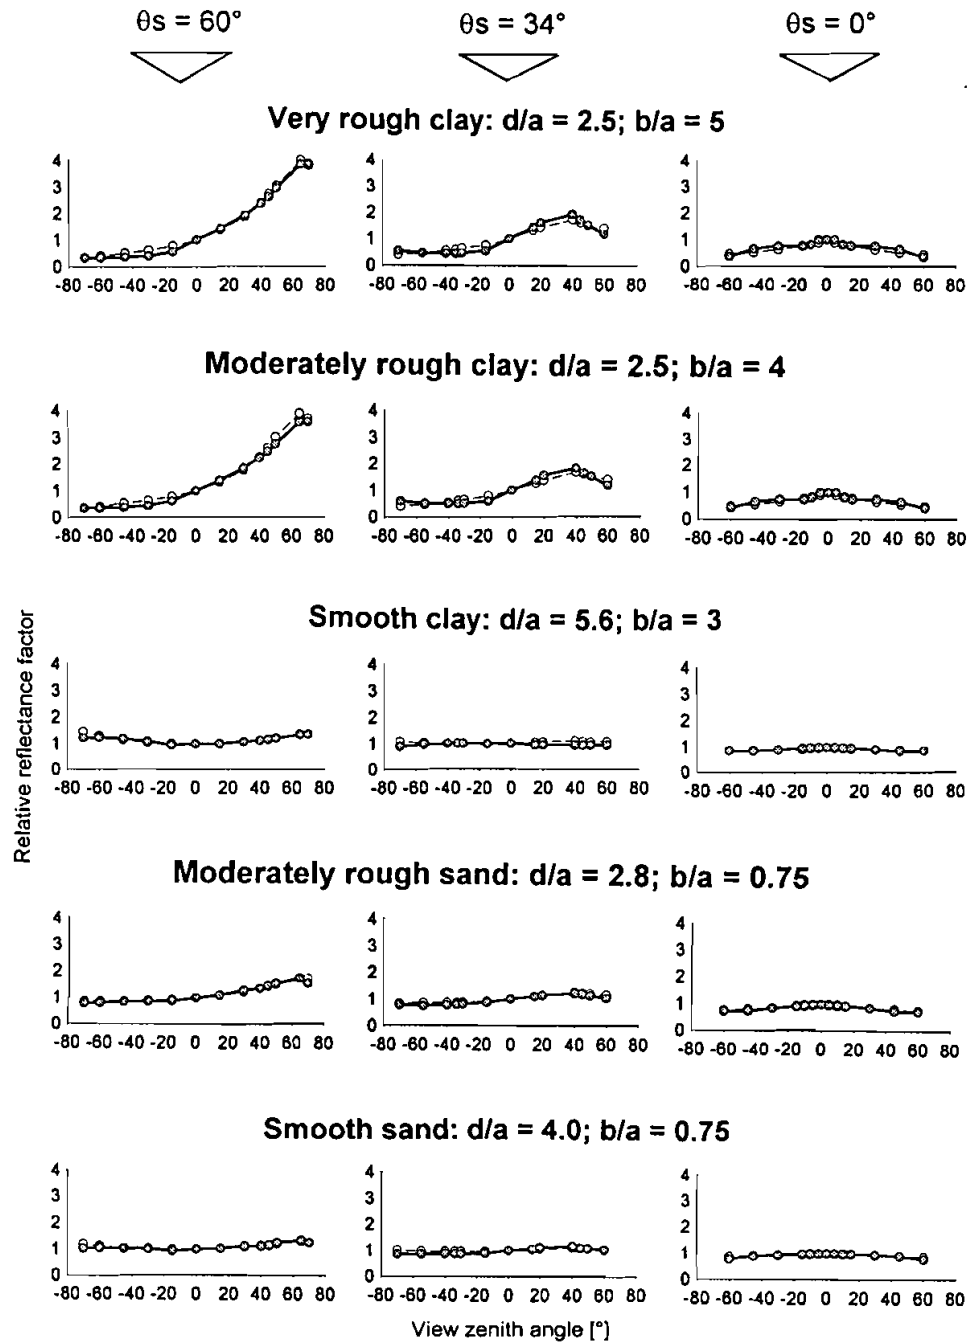 θs = 60° θs = 34° θs = 0°
Very rough clay: d/a = 2.5; b/a = 5
4 4 4
3 3 3
2 2 2
1 1 1
0 0 0
-80 -60 -40 -20 0 20 40 60 80 -80 -60 -40 -20 0 20 40 60 80 -80 -60 -40 -20 0 20 40 60 80
Moderately rough clay: d/a = 2.5; b/a = 4
4 4 4
3 3 3
2 2 2
1 1 1
0 0 0
-80 -60 -40 -20 0 20 40 60 80 -80 -60 -40 -20 0 20 40 60 80 -80 -60 -40 -20 0 20 40 60 80
Relative reflectance factor
Smooth clay: d/a = 5.6; b/a = 3
4 4 4
3 3 3
2 2 2
1 1 1
0 0 0
-80 -60 -40 -20 0 20 40 60 80 -80 -60 -40 -20 0 20 40 60 80 -80 -60 -40 -20 0 20 40 60 80
Moderately rough sand: d/a = 2.8; b/a = 0.75
4 4 4
3 3 3
2 2 2
1 1 1
0 0 0
-80 -60 -40 -20 0 20 40 60 80 -80 -60 -40 -20 0 20 40 60 80 -80 -60 -40 -20 0 20 40 60 80
Smooth sand: d/a = 4.0; b/a = 0.75
4 4 4
3 3 3
2 2 2
1 1 1
0 0 0
-80 -60 -40 -20 0 20 40 60 80 -80 -60 -40 -20 0 20 40 60 80 -80 -60 -40 -20 0 20 40 60 80
View zenith angle [°]